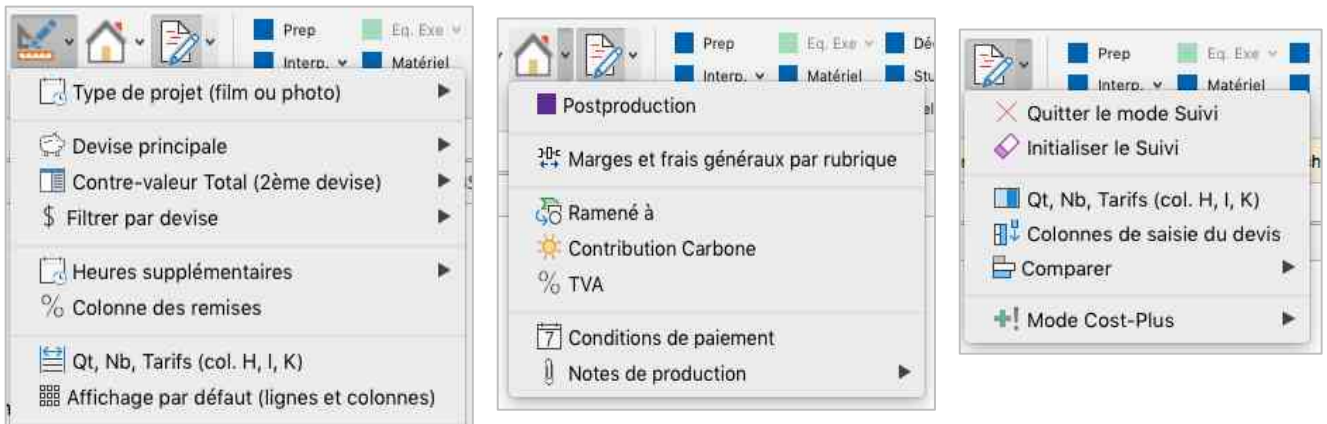 Prep
Eq. Exe
Interp.
Matériel
Type de projet (film ou photo)
Devise principale
Contre-valeur Total (2ème devise)
$ Filtrer par devise
Heures supplémentaires
% Colonne des remises
Qt, Nb, Tarifs (col. H, I, K)
Affichage par défaut (lignes et colonnes)
Prep
Eq. Exe
Dé
Interp.
Matériel
Stu
Postproduction
Marges et frais généraux par rubrique
Ramené à
Contribution Carbone
% TVA
7 Conditions de paiement
Notes de production
Prep
Eq. Exe
Interp.
Matériel
Quitter le mode Suivi
Initialiser le Suivi
Qt, Nb, Tarifs (col. H, I, K)
Colonnes de saisie du devis
Comparer
Mode Cost-Plus